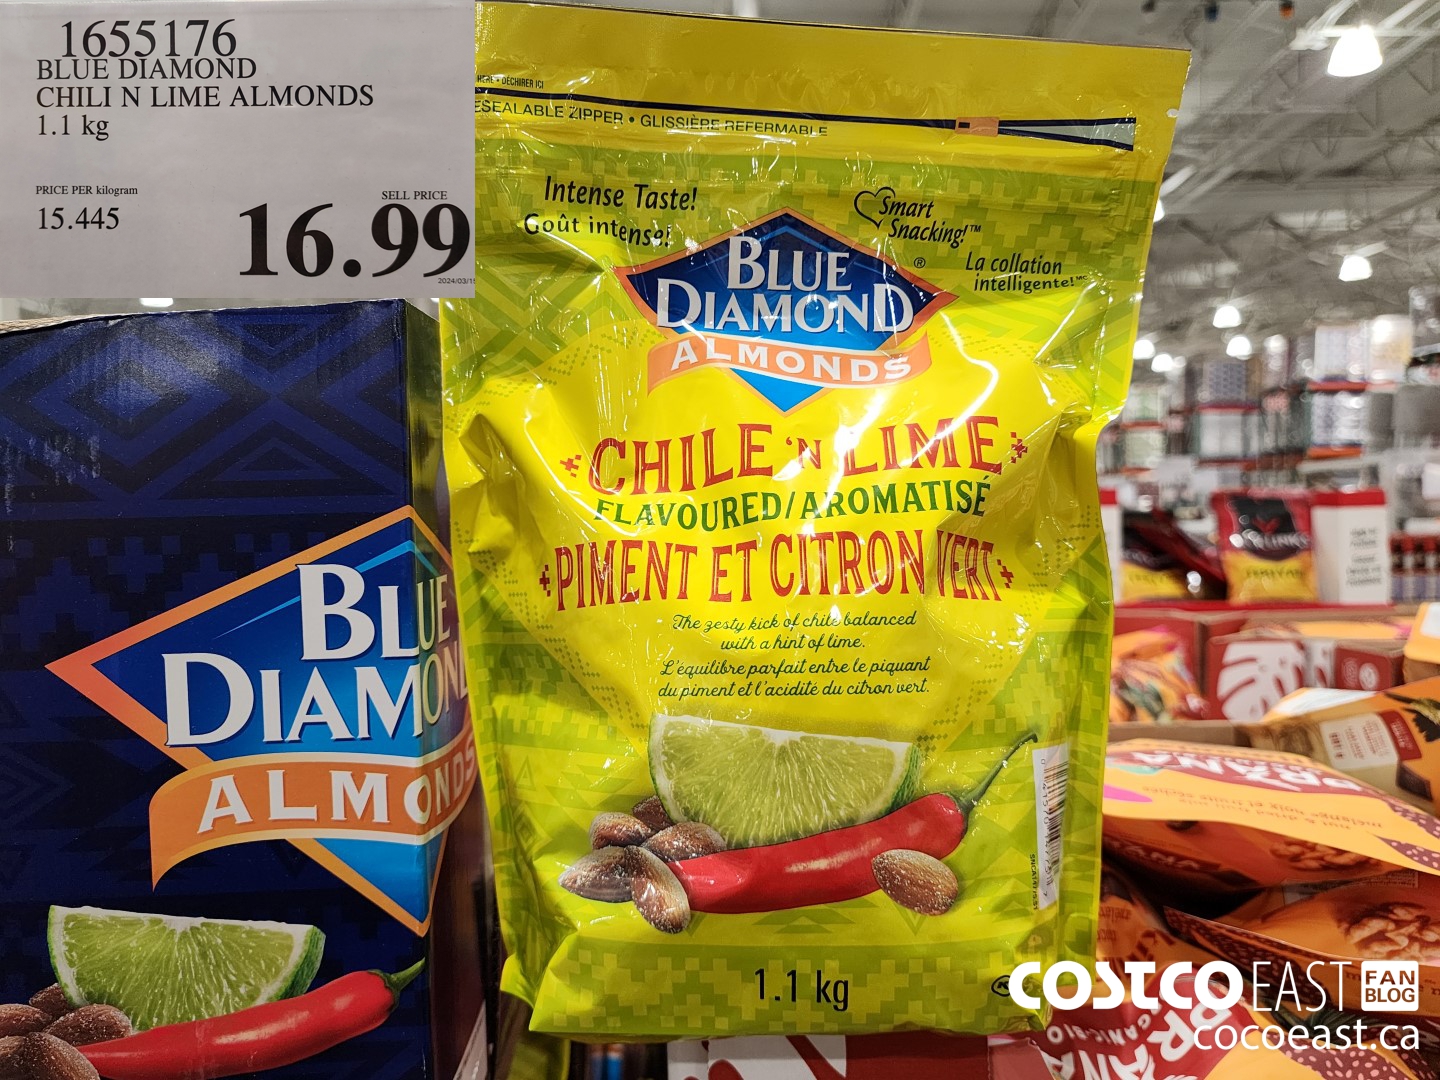 1655176
BLUE DIAMOND
CHILI N LIME ALMONDS
1.1 kg
PRICE PER kilogram
15.445
SELL PRICE
16.99
HERE • DÉCHIRER ICI
RESEALABLE ZIPPER • GLISSIÈRE REFERMABLE
Intense Taste!
Goût intense!
Smart
Snacking!™
La collation
intelligente!
BLUE
DIAMOND®
ALMONDS
CHILE 'N LIME
FLAVOURED/AROMATISÉ
PIMENT ET CITRON VERT
The zesty kick of chile balanced
with a hint of lime.
L'équilibre parfait entre le piquant
du piment et l'acidité du citron vert.
1.1 kg
BLUE
DIAMOND
ALMONDS
PRANA
COSTCO EAST FAN
BLOG
cocoeast.ca